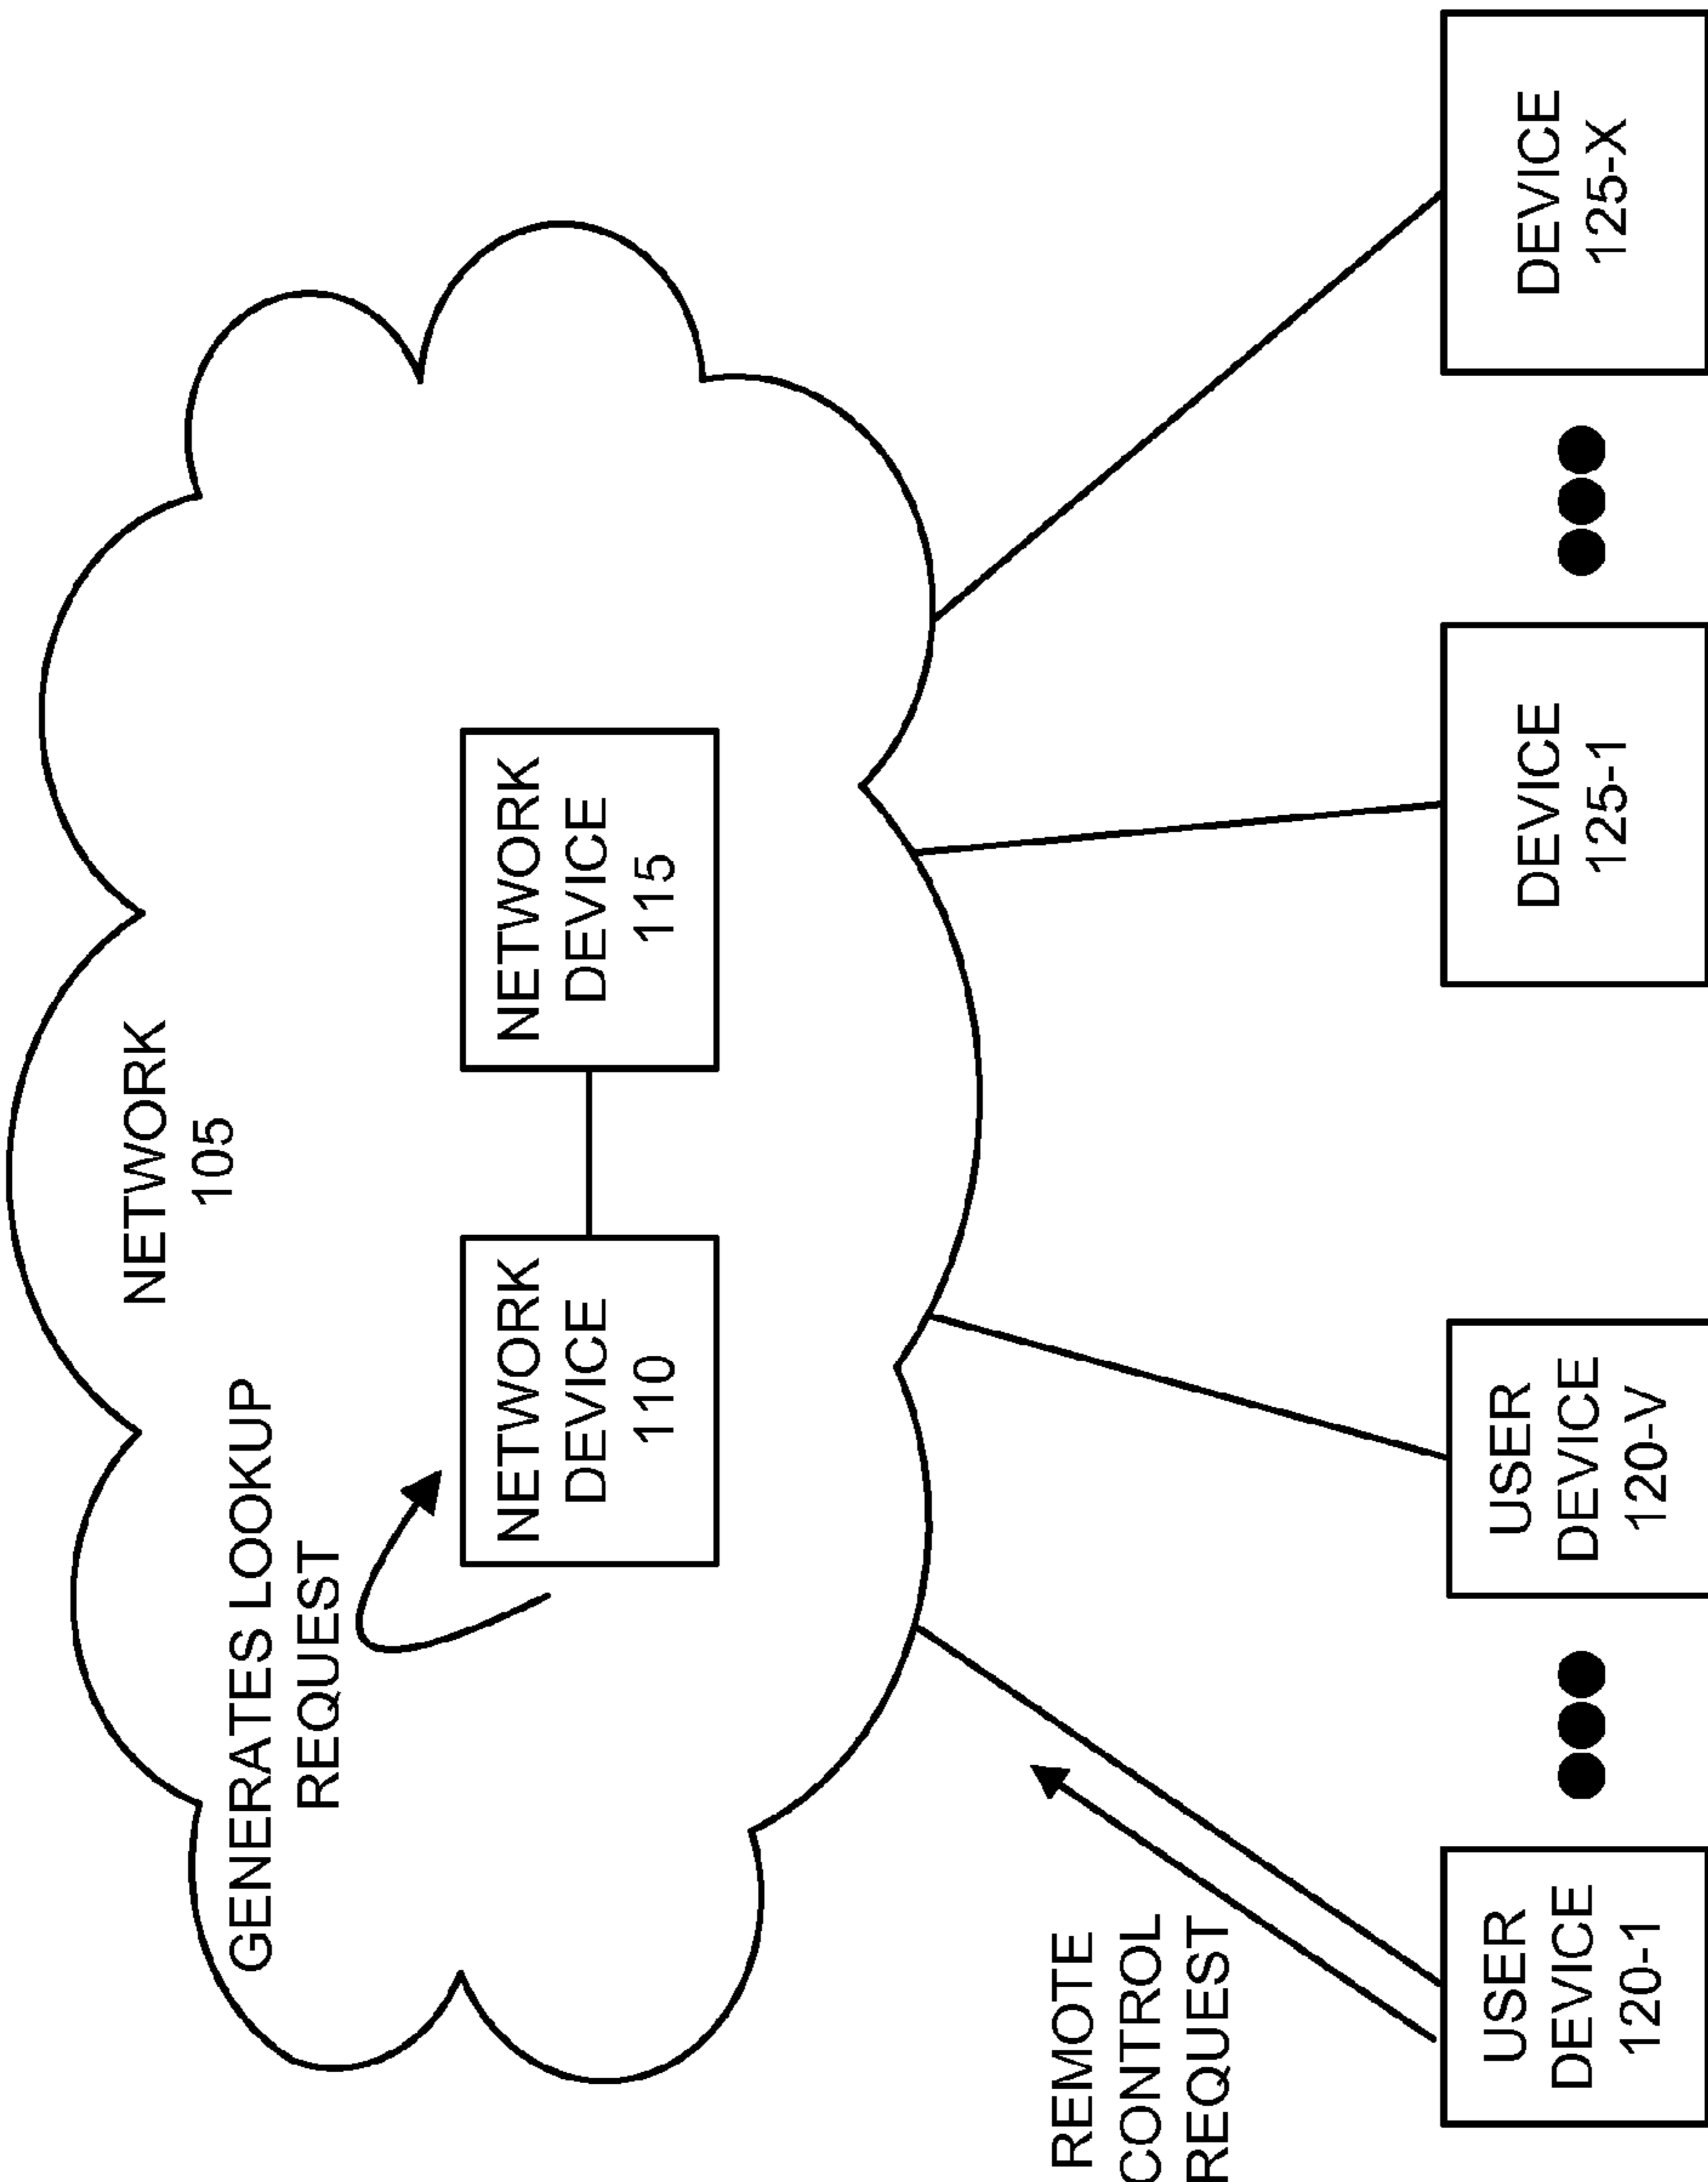 NETWORK
105
GENERATES LOOKUP
REQUEST
NETWORK
DEVICE
110
NETWORK
DEVICE
115
REMOTE
CONTROL
REQUEST
USER
DEVICE
120-1
USER
DEVICE
120-V
DEVICE
125-1
DEVICE
125-X